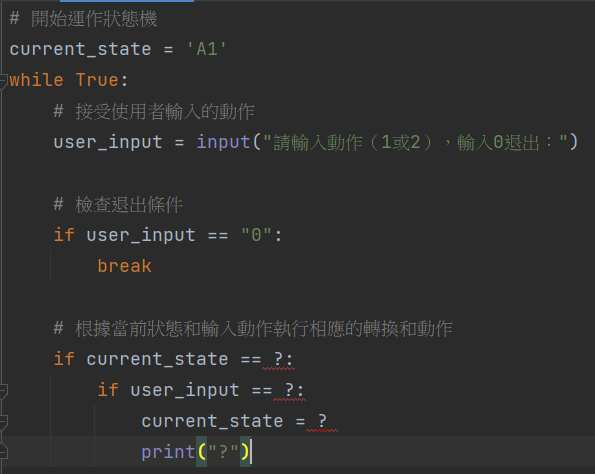 # 開始運作狀態機
current_state = 'A1'
while True:
    # 接受使用者輸入的動作
    user_input = input("請輸入動作（1或2），輸入0退出：")
    # 檢查退出條件
    if user_input == "0":
        break
    # 根據當前狀態和輸入動作執行相應的轉換和動作
    if current_state == ?:
        if user_input == ?:
            current_state = ?
            print("?")